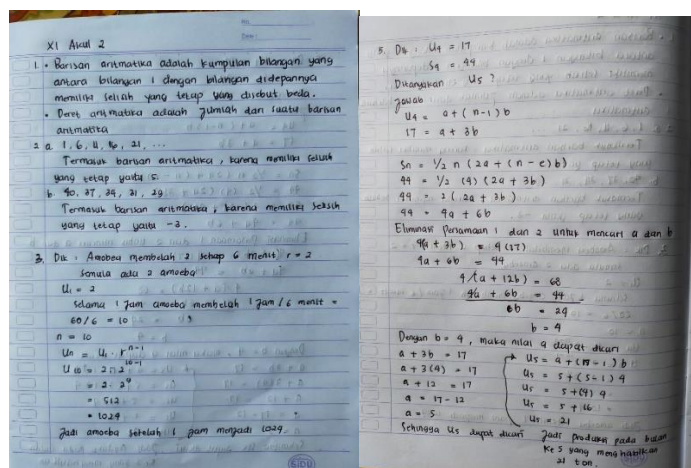 No.
Date:
XI Akul 2
1. • Barisan aritmatika adalah kumpulan bilangan yang
antara bilangan 1 dengan bilangan didepannya
memiliki selisih yang tetap yang disebut beda.
• Deret aritmatika adalah Jumlah dari suatu barisan
aritmatika
2 a. 1, 6, 11, 16, 21, ...
Termasuk barisan aritmatika, karena memiliki selisih
yang tetap yaitu 5.
b. 40, 37, 34, 31, 29
Termasuk barisan aritmatika, karena memiliki selisih
yang tetap yaitu -3.
3. Dik : Amoeba membelah 2 setiap 6 menit, r = 2
Semula ada 2 amoeba
U1 = 2
Selama 1 jam amoeba membelah 1 jam / 6 menit =
60/6 = 10
n = 10
Un = U1 . r^n-1
U10 = 2 . 2^10-1
= 2 . 2^9
= 512
= 1024
Jadi amoeba setelah 1 jam menjadi 1024.
SIDU
5. Dik : U4 = 17
S4 = 44
Ditanyakan U5 ?
Jawab
U4 = a + (n-1) b
17 = a + 3b
Sn = 1/2 n (2a + (n - e) b)
44 = 1/2 (4) (2a + 3b)
44 = 2 (2a + 3b)
44 = 4a + 6b
Eliminasi Persamaan 1 dan 2 untuk mencari a dan b
4(a + 3b) = 4 (17)
4a + 6b = 44
4(a + 12b) = 68
4a + 6b = 44 -
6b = 24
b = 4
Dengan b = 4, maka nilai a dapat dicari
a + 3b = 17
a + 3(4) = 17
a + 12 = 17
a = 17 - 12
a = 5
Sehingga U5 dapat dicari
U5 = a + (n - 1) b
U5 = 5 + (5-1) 4
U5 = 5 + (4) 4
U5 = 5 + 16
U5 = 21
Jadi produksi pada bulan
Ke 5 yang menghasilkan
21 ton.
SIDU